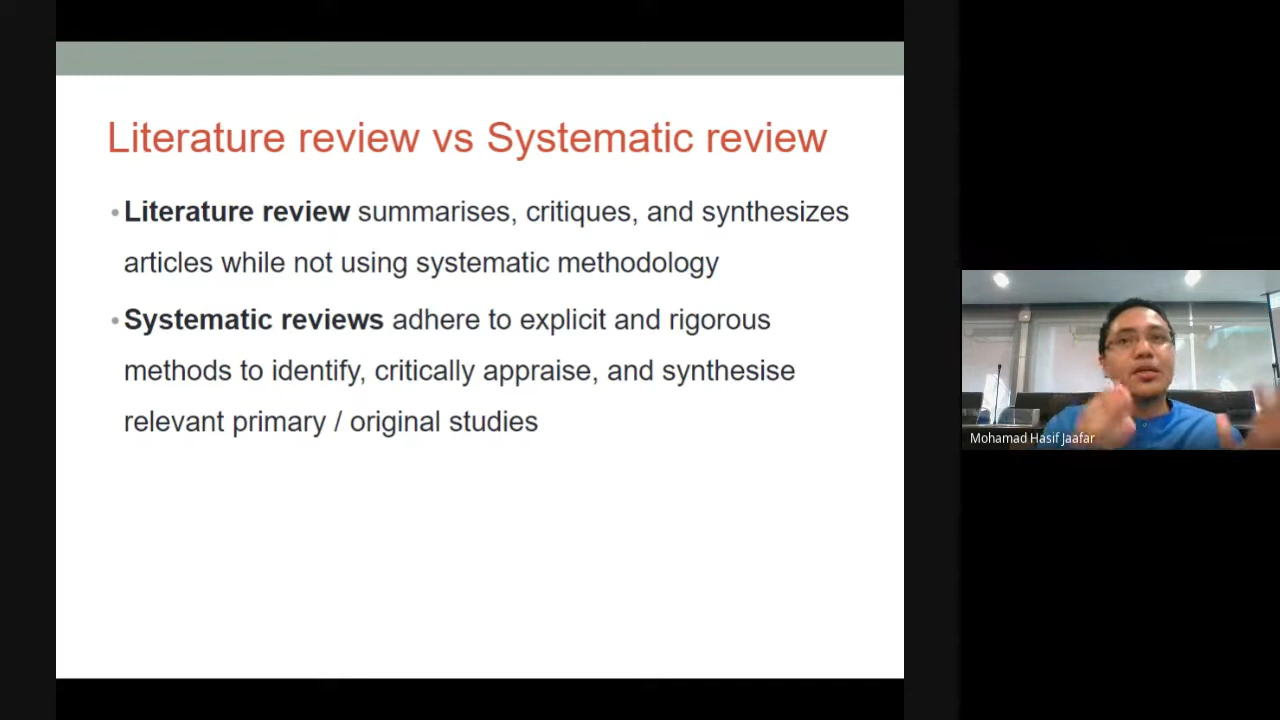 Literature review vs Systematic review
•Literature review summarises, critiques, and synthesizes
articles while not using systematic methodology
•Systematic reviews adhere to explicit and rigorous
methods to identify, critically appraise, and synthesise
relevant primary / original studies
Mohamad Hasif Jaafar